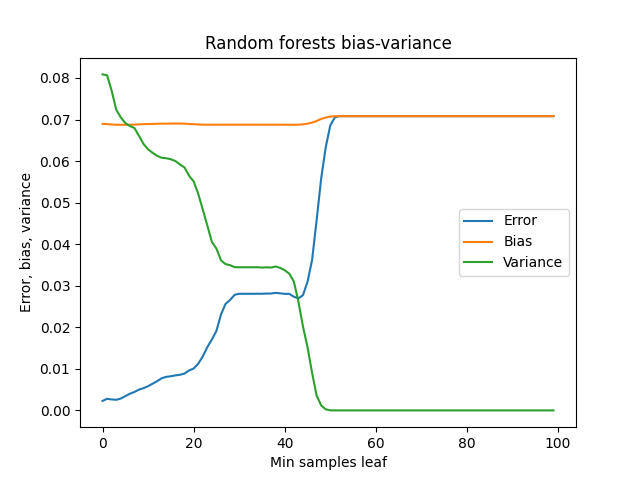 Random forests bias-variance
Error, bias, variance
0.08
0.07
0.06
0.05
0.04
0.03
0.02
0.01
0.00
Error
Bias
Variance
0 20 40 60 80 100
Min samples leaf